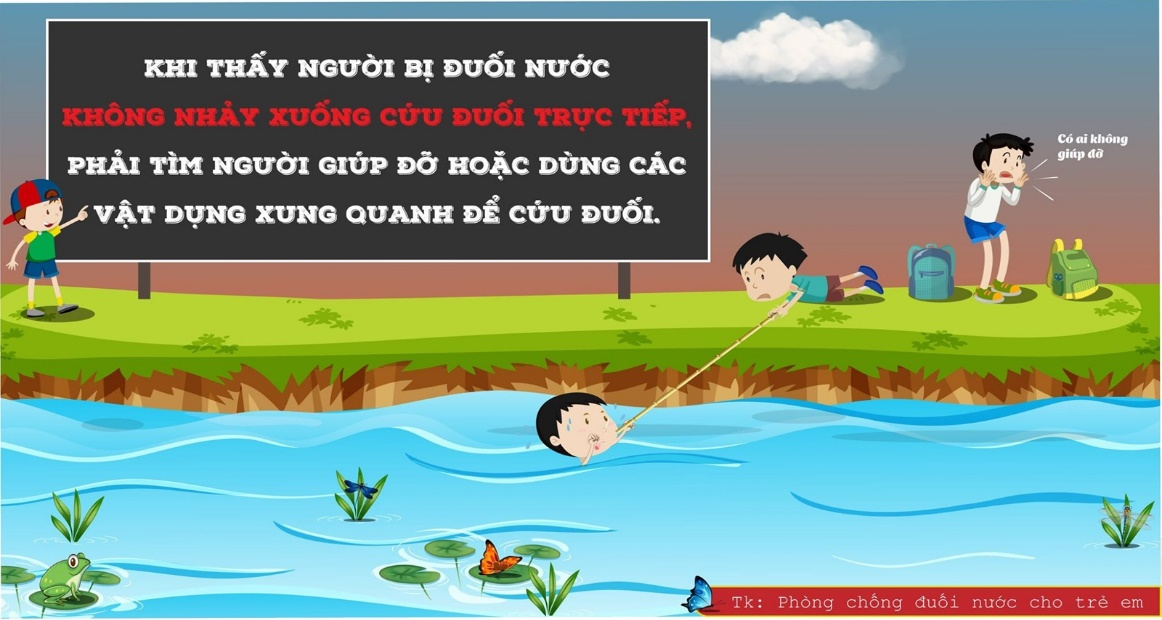 KHI THẤY NGƯỜI BỊ ĐUỐI NƯỚC
KHÔNG NHẢY XUỐNG CỨU ĐUỐI TRỰC TIẾP,
PHẢI TÌM NGƯỜI GIÚP ĐỠ HOẶC DÙNG CÁC
VẬT DỤNG XUNG QUANH ĐỂ CỨU ĐUỐI.
Có ai không
giúp đỡ
Tk: Phòng chống đuối nước cho trẻ em